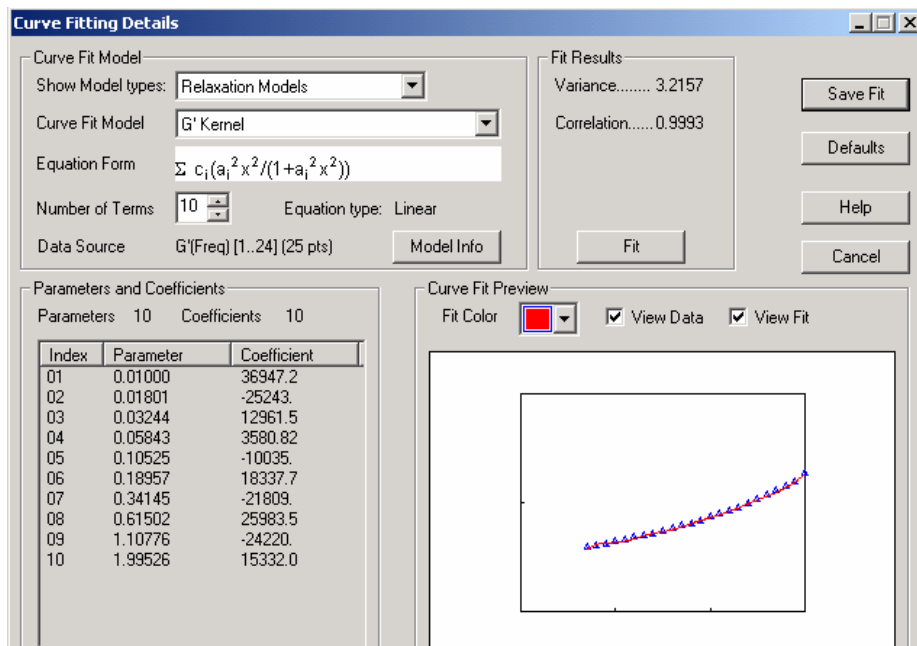 Curve Fitting Details
Curve Fit Model
Show Model types: Relaxation Models
Curve Fit Model G' Kernel
Equation Form Σ cᵢ(aᵢ²x²/(1+aᵢ²x²))
Number of Terms 10 Equation type: Linear
Data Source G'(Freq) [1..24] (25 pts) Model Info
Fit Results
Variance........ 3.2157
Correlation......0.9993
Fit
Save Fit
Defaults
Help
Cancel
Parameters and Coefficients
Parameters 10 Coefficients 10
Index Parameter Coefficient
01 0.01000 36947.2
02 0.01801 -25243.
03 0.03244 12961.5
04 0.05843 3580.82
05 0.10525 -10035.
06 0.18957 18337.7
07 0.34145 -21809.
08 0.61502 25983.5
09 1.10776 -24220.
10 1.99526 15332.0
Curve Fit Preview
Fit Color View Data View Fit